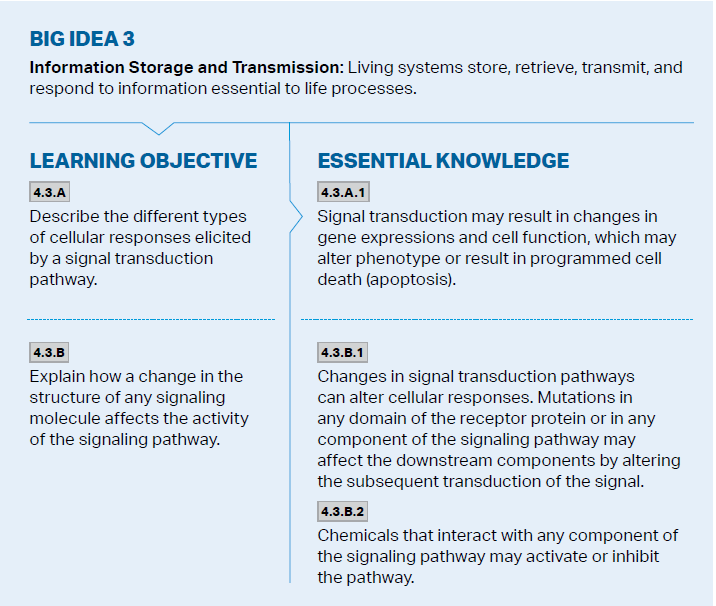 BIG IDEA 3
Information Storage and Transmission: Living systems store, retrieve, transmit, and
respond to information essential to life processes.
LEARNING OBJECTIVE
4.3.A
Describe the different types
of cellular responses elicited
by a signal transduction
pathway.
ESSENTIAL KNOWLEDGE
4.3.A.1
Signal transduction may result in changes in
gene expressions and cell function, which may
alter phenotype or result in programmed cell
death (apoptosis).
4.3.B
Explain how a change in the
structure of any signaling
molecule affects the activity
of the signaling pathway.
4.3.B.1
Changes in signal transduction pathways
can alter cellular responses. Mutations in
any domain of the receptor protein or in any
component of the signaling pathway may
affect the downstream components by altering
the subsequent transduction of the signal.
4.3.B.2
Chemicals that interact with any component of
the signaling pathway may activate or inhibit
the pathway.